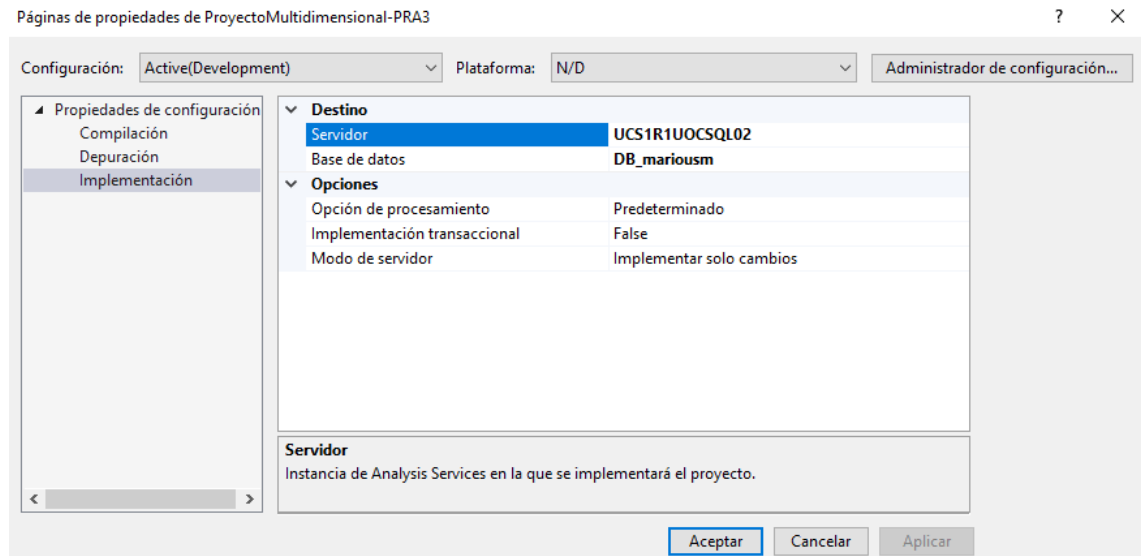 Páginas de propiedades de ProyectoMultidimensional-PRA3 ? ×
Configuración: Active(Development) Plataforma: N/D Administrador de configuración...
Propiedades de configuración
Compilación
Depuración
Implementación
Destino
Servidor UCS1R1UOCSQL02
Base de datos DB_mariousm
Opciones
Opción de procesamiento Predeterminado
Implementación transaccional False
Modo de servidor Implementar solo cambios
Servidor
Instancia de Analysis Services en la que se implementará el proyecto.
Aceptar Cancelar Aplicar